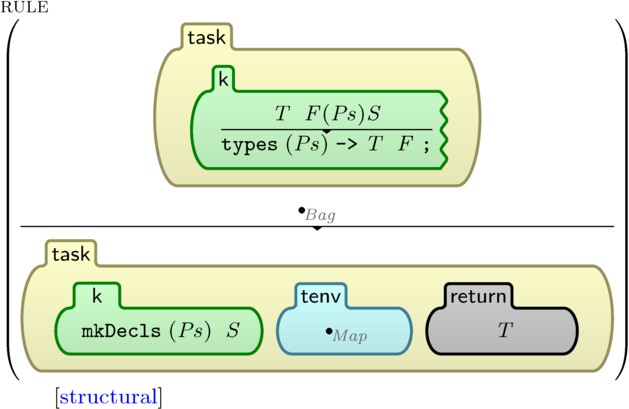 RULE
task
k
T F(Ps)S
types (Ps) -> T F ;
•Bag
task
k tenv return
mkDecls (Ps) S •Map T
[structural]